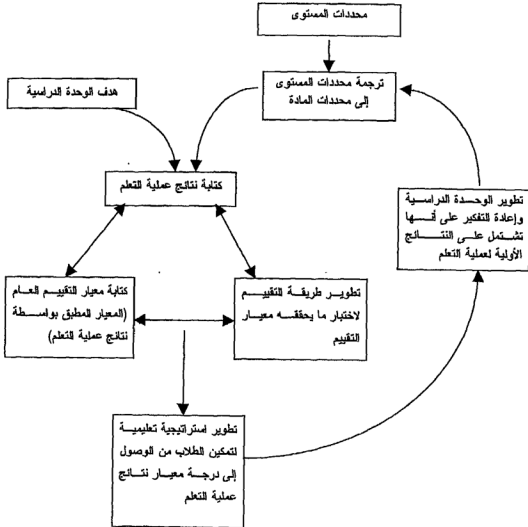 محددات المستوى
ترجمة محددات المستوى
إلى محددات المادة
هدف الوحدة الدراسية
كتابة نتائج عملية التعلم
تطوير الوحدة الدراسية
وإعادة التفكير على أنها
تشتمل على النتائج
الأولية لعملية التعلم
كتابة معيار التقييم العام
(المعيار المطبق بواسطة
نتائج عملية التعلم)
تطوير طريقة التقييم
لاختبار ما يحققه معيار
التقييم
تطوير استراتيجية تعليمية
لتمكين الطلاب من الوصول
إلى درجة معيار نتائج
عملية التعلم